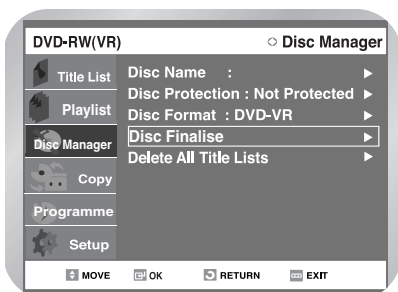 DVD-RW(VR)
Disc Manager
Title List
Playlist
Disc Manager
Copy
Programme
Setup
Disc Name :
Disc Protection : Not Protected
Disc Format : DVD-VR
Disc Finalise
Delete All Title Lists
MOVE OK RETURN EXIT